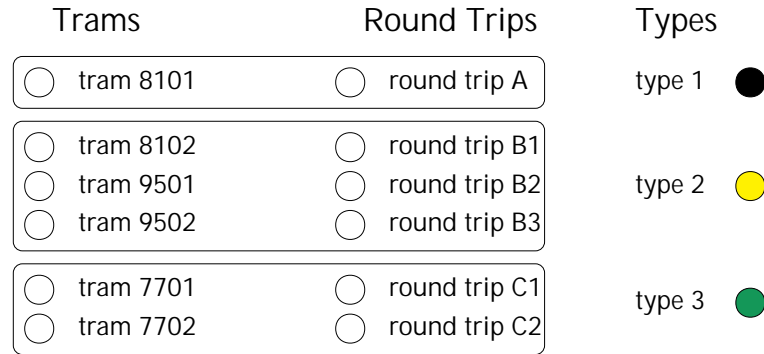 Trams Round Trips Types
tram 8101 round trip A type 1
tram 8102 round trip B1
tram 9501 round trip B2 type 2
tram 9502 round trip B3
tram 7701 round trip C1
type 3
tram 7702 round trip C2